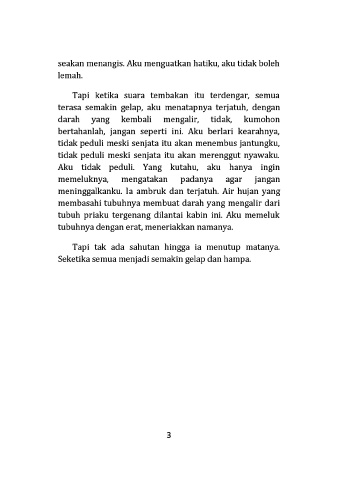 seakan menangis. Aku menguatkan hatiku, aku tidak boleh
lemah.
Tapi ketika suara tembakan itu terdengar, semua
terasa semakin gelap, aku menatapnya terjatuh, dengan
darah yang kembali mengalir, tidak, kumohon
bertahanlah, jangan seperti ini. Aku berlari kearahnya,
tidak peduli meski senjata itu akan menembus jantungku,
tidak peduli meski senjata itu akan merenggut nyawaku.
Aku tidak peduli. Yang kutahu, aku hanya ingin
memeluknya, mengatakan padanya agar jangan
meninggalkanku. Ia ambruk dan terjatuh. Air hujan yang
membasahi tubuhnya membuat darah yang mengalir dari
tubuh priaku tergenang dilantai kabin ini. Aku memeluk
tubuhnya dengan erat, meneriakkan namanya.
Tapi tak ada sahutan hingga ia menutup matanya.
Seketika semua menjadi semakin gelap dan hampa.
3